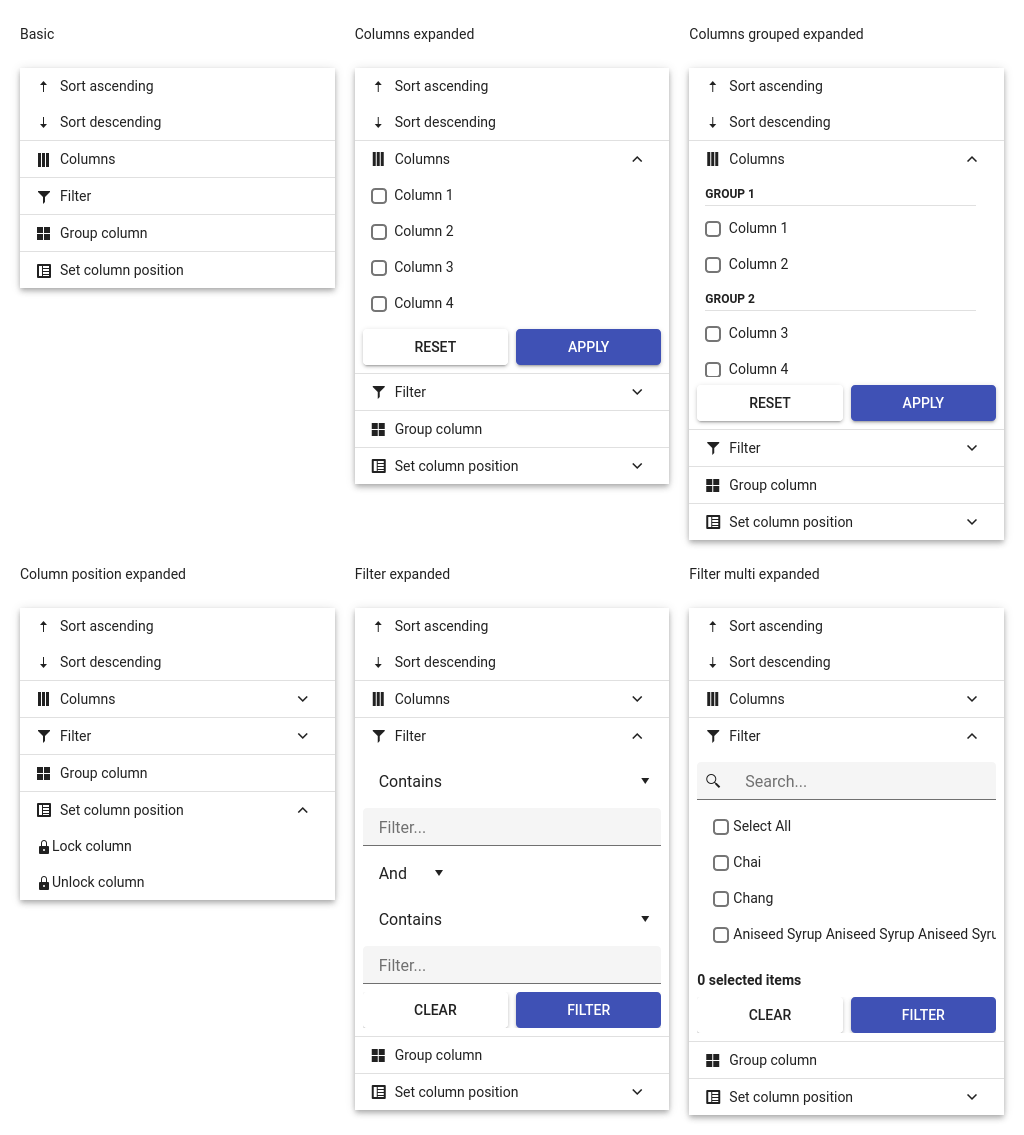 Basic
Sort ascending
Sort descending
Columns
Filter
Group column
Set column position
Columns expanded
Sort ascending
Sort descending
Columns
Column 1
Column 2
Column 3
Column 4
RESET APPLY
Filter
Group column
Set column position
Columns grouped expanded
Sort ascending
Sort descending
Columns
GROUP 1
Column 1
Column 2
GROUP 2
Column 3
Column 4
RESET APPLY
Filter
Group column
Set column position
Column position expanded
Sort ascending
Sort descending
Columns
Filter
Group column
Set column position
Lock column
Unlock column
Filter expanded
Sort ascending
Sort descending
Columns
Filter
Contains
Filter...
And
Contains
Filter...
CLEAR FILTER
Group column
Set column position
Filter multi expanded
Sort ascending
Sort descending
Columns
Filter
Search...
Select All
Chai
Chang
Aniseed Syrup Aniseed Syrup Aniseed Syru
0 selected items
CLEAR FILTER
Group column
Set column position